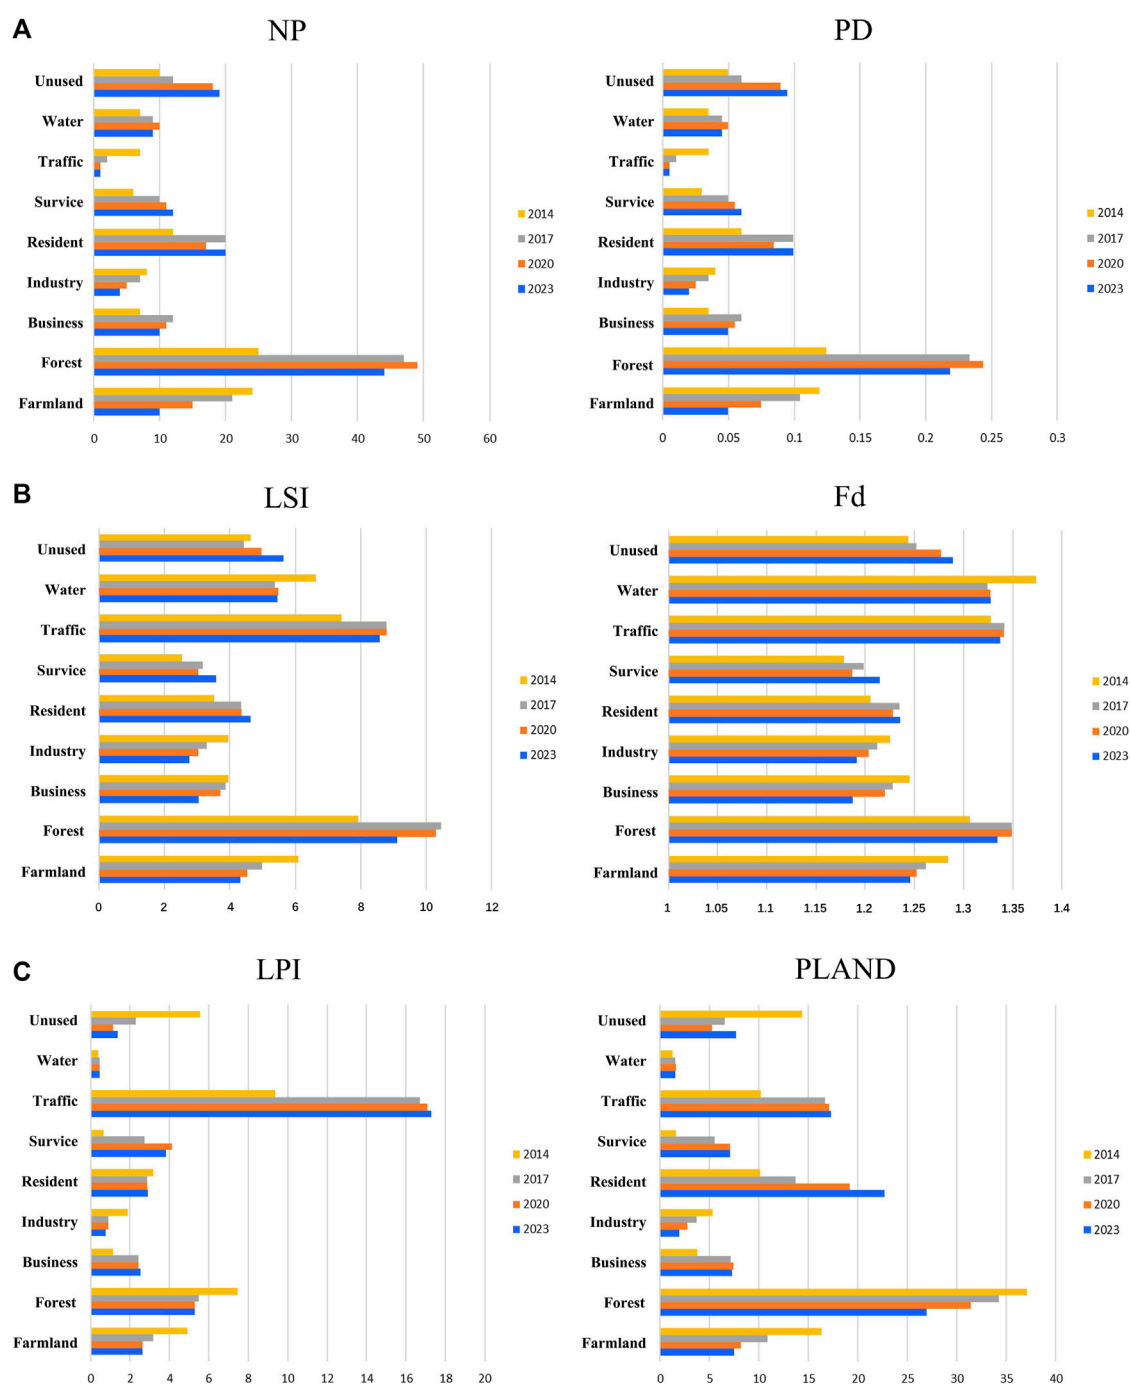 A
NP
Unused
Water
Traffic
Survice
Resident
Industry
Business
Forest
Farmland
0 10 20 30 40 50 60
2014
2017
2020
2023
PD
Unused
Water
Traffic
Survice
Resident
Industry
Business
Forest
Farmland
0 0.05 0.1 0.15 0.2 0.25 0.3
2014
2017
2020
2023
B
LSI
Unused
Water
Traffic
Survice
Resident
Industry
Business
Forest
Farmland
0 2 4 6 8 10 12
2014
2017
2020
2023
Fd
Unused
Water
Traffic
Survice
Resident
Industry
Business
Forest
Farmland
1 1.05 1.1 1.15 1.2 1.25 1.3 1.35 1.4
2014
2017
2020
2023
C
LPI
Unused
Water
Traffic
Survice
Resident
Industry
Business
Forest
Farmland
0 2 4 6 8 10 12 14 16 18 20
2014
2017
2020
2023
PLAND
Unused
Water
Traffic
Survice
Resident
Industry
Business
Forest
Farmland
0 5 10 15 20 25 30 35 40
2014
2017
2020
2023